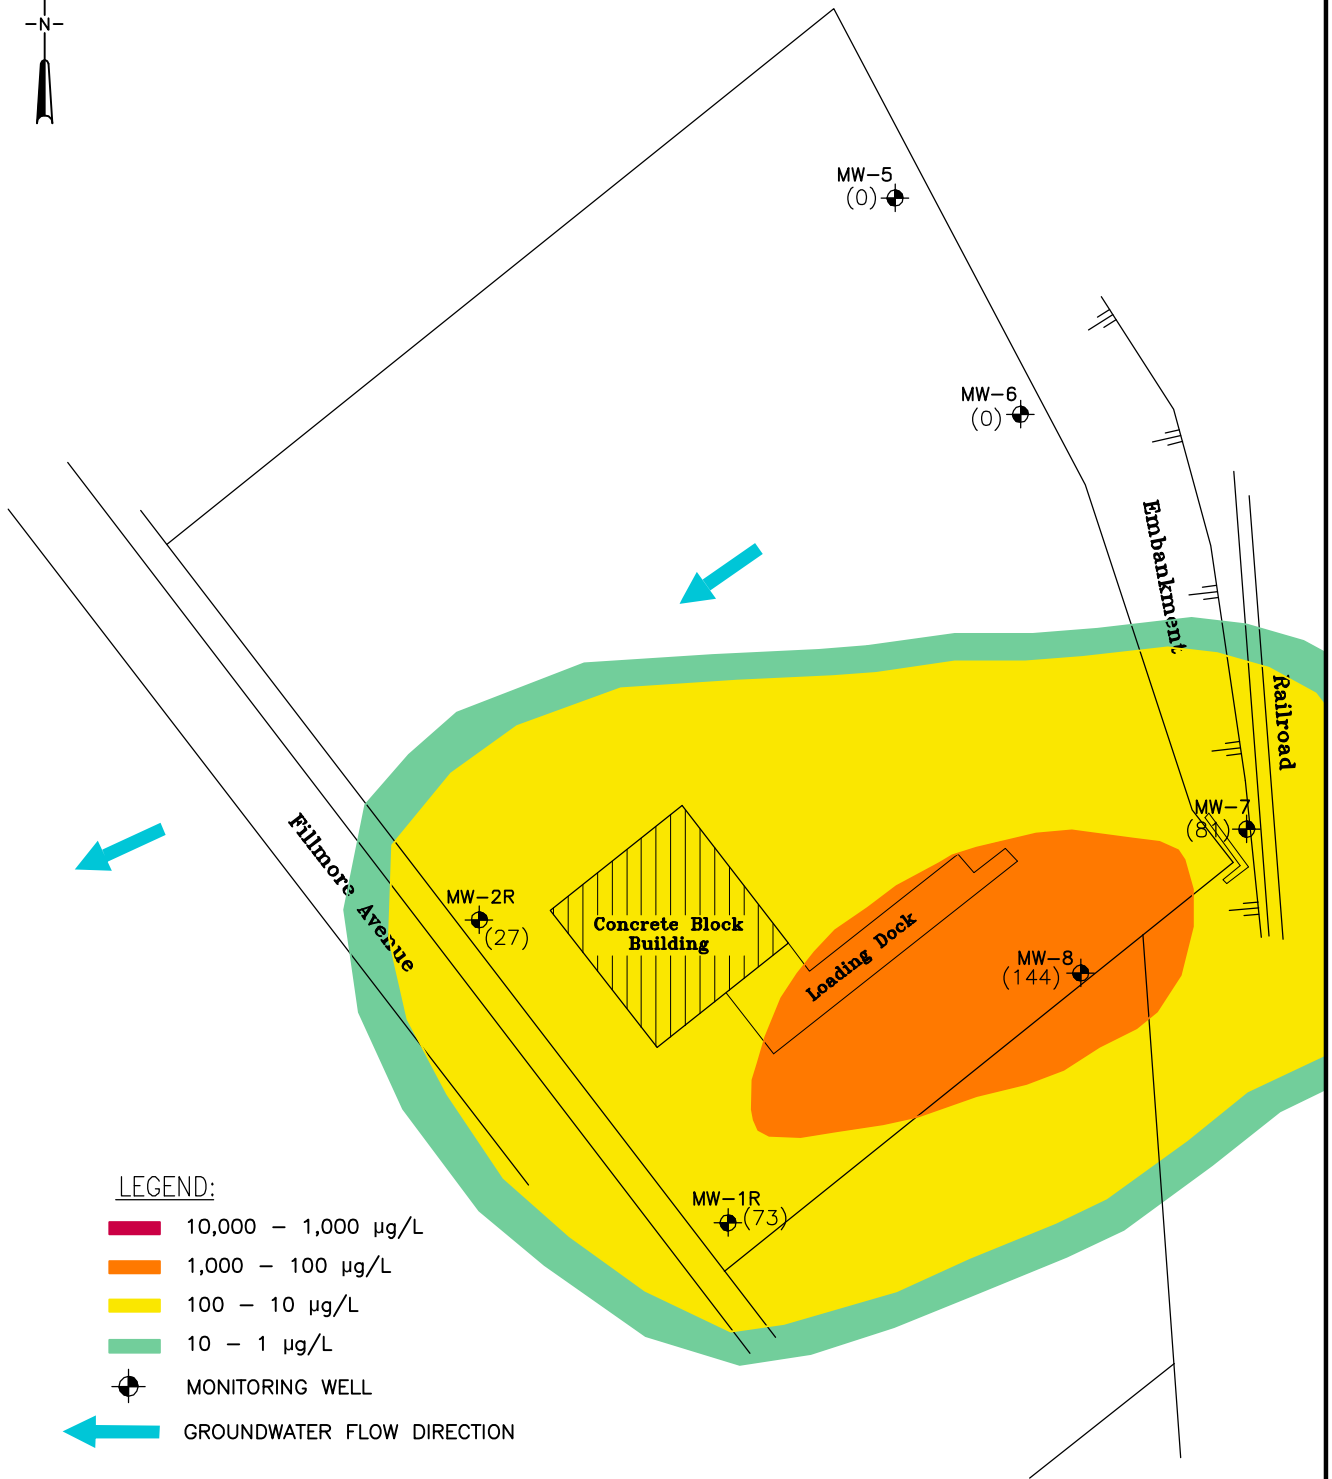 -N-
MW-5
(0)
MW-6
(0)
Embankment
Railroad
MW-7
(81)
Fillmore Avenue
MW-2R
(27)
Concrete Block
Building
Loading Dock
MW-8
(144)
MW-1R
(73)
LEGEND:
10,000 - 1,000 µg/L
1,000 - 100 µg/L
100 - 10 µg/L
10 - 1 µg/L
MONITORING WELL
GROUNDWATER FLOW DIRECTION